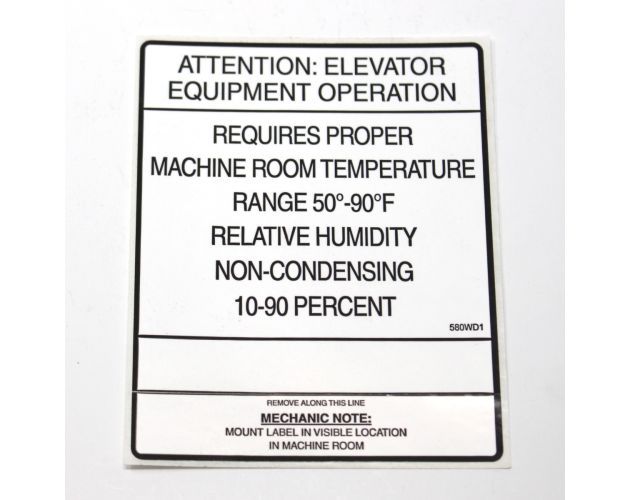 ATTENTION: ELEVATOR
EQUIPMENT OPERATION
REQUIRES PROPER
MACHINE ROOM TEMPERATURE
RANGE 50°-90°F
RELATIVE HUMIDITY
NON-CONDENSING
10-90 PERCENT
580WD1
REMOVE ALONG THIS LINE
MECHANIC NOTE:
MOUNT LABEL IN VISIBLE LOCATION
IN MACHINE ROOM